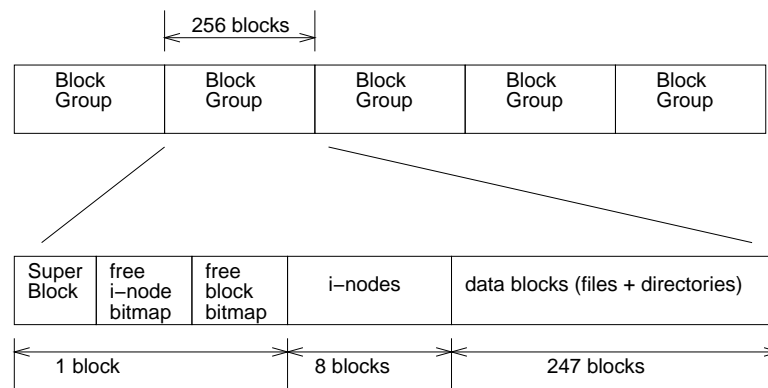 256 blocks
Block
Group
Block
Group
Block
Group
Block
Group
Block
Group
Super
Block
free
i-node
bitmap
free
block
bitmap
i-nodes
data blocks (files + directories)
1 block
8 blocks
247 blocks